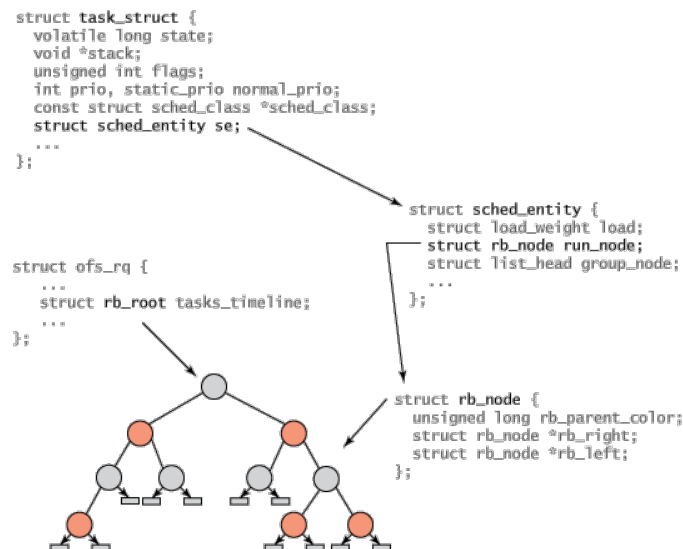 struct task_struct {
volatile long state;
void *stack;
unsigned int flags;
int prio, static_prio normal_prio;
const struct sched_class *sched_class;
struct sched_entity se;
...
};
struct sched_entity {
struct load_weight load;
struct rb_node run_node;
struct list_head group_node;
...
};
struct ofs_rq {
...
struct rb_root tasks_timeline;
...
};
struct rb_node {
unsigned long rb_parent_color;
struct rb_node *rb_right;
struct rb_node *rb_left;
};